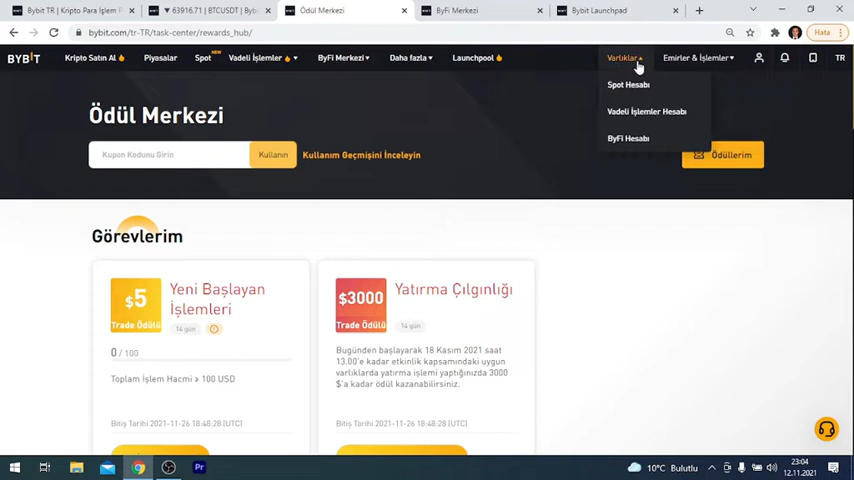 Bybit TR | Kripto Para İşlem P
▼ 63916.71 | BTCUSDT | Byb
Ödül Merkezi
ByFi Merkezi
Bybit Launchpad
bybit.com/tr-TR/task-center/rewards_hub/
Hata
BYBIT
Kripto Satın Al
Piyasalar
Spot
NEW
Vadeli İşlemler
ByFi Merkezi
Daha fazla
Launchpool
Varlıklar
Emirler & İşlemler
TR
Spot Hesabı
Vadeli İşlemler Hesabı
ByFi Hesabı
Ödül Merkezi
Kupon Kodunu Girin
Kullanın
Kullanım Geçmişini İnceleyin
Ödüllerim
Görevlerim
$5
Trade Ödülü
Yeni Başlayan
İşlemleri
14 gün
0 / 100
Toplam İşlem Hacmi ≥ 100 USD
Bitiş Tarihi 2021-11-26 18:48:28 (UTC)
$3000
Trade Ödülü
Yatırma Çılgınlığı
14 gün
Bugünden başlayarak 18 Kasım 2021 saat
13.00'e kadar etkinlik kapsamındaki uygun
varlıklarda yatırma işlemi yaptığınızda 3000
$'a kadar ödül kazanabilirsiniz.
Bitiş Tarihi 2021-11-26 18:48:28 (UTC)
Pr
10°C Bulutlu
23:04
12.11.2021